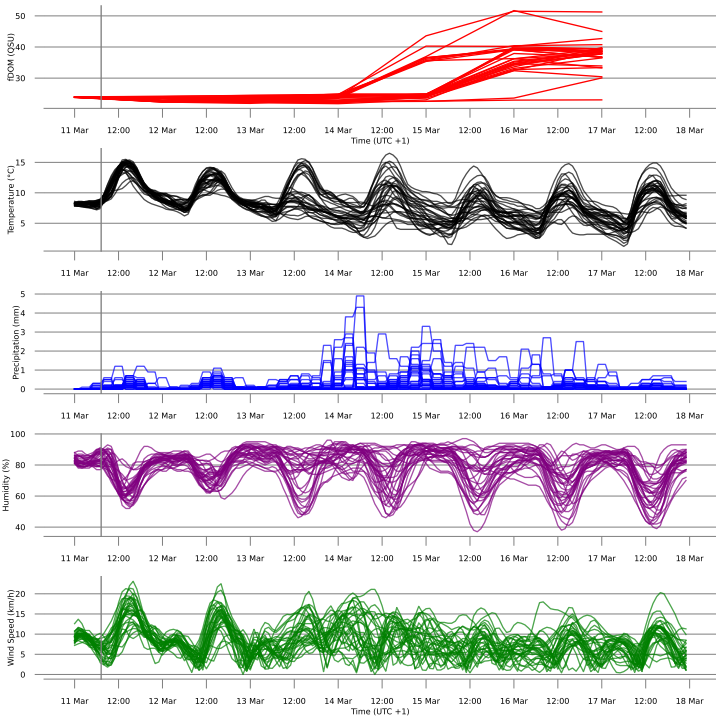 fDOM (QSU)
50
40
30
11 Mar 12:00 12 Mar 12:00 13 Mar 12:00 14 Mar 12:00 15 Mar 12:00 16 Mar 12:00 17 Mar 12:00 18 Mar
Time (UTC +1)
Temperature (°C)
15
10
5
11 Mar 12:00 12 Mar 12:00 13 Mar 12:00 14 Mar 12:00 15 Mar 12:00 16 Mar 12:00 17 Mar 12:00 18 Mar
Precipitation (mm)
5
4
3
2
1
0
11 Mar 12:00 12 Mar 12:00 13 Mar 12:00 14 Mar 12:00 15 Mar 12:00 16 Mar 12:00 17 Mar 12:00 18 Mar
Humidity (%)
100
80
60
40
11 Mar 12:00 12 Mar 12:00 13 Mar 12:00 14 Mar 12:00 15 Mar 12:00 16 Mar 12:00 17 Mar 12:00 18 Mar
Wind Speed (km/h)
20
15
10
5
0
11 Mar 12:00 12 Mar 12:00 13 Mar 12:00 14 Mar 12:00 15 Mar 12:00 16 Mar 12:00 17 Mar 12:00 18 Mar
Time (UTC +1)